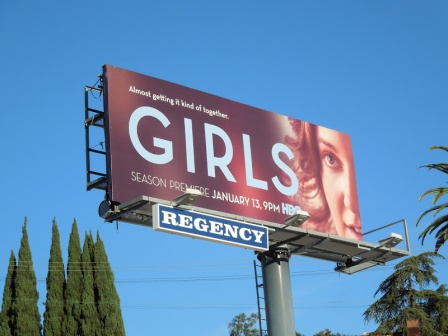 Almost getting it kind of together.
GIRLS
SEASON PREMIERE JANUARY 13, 9PM HBO
REGENCY